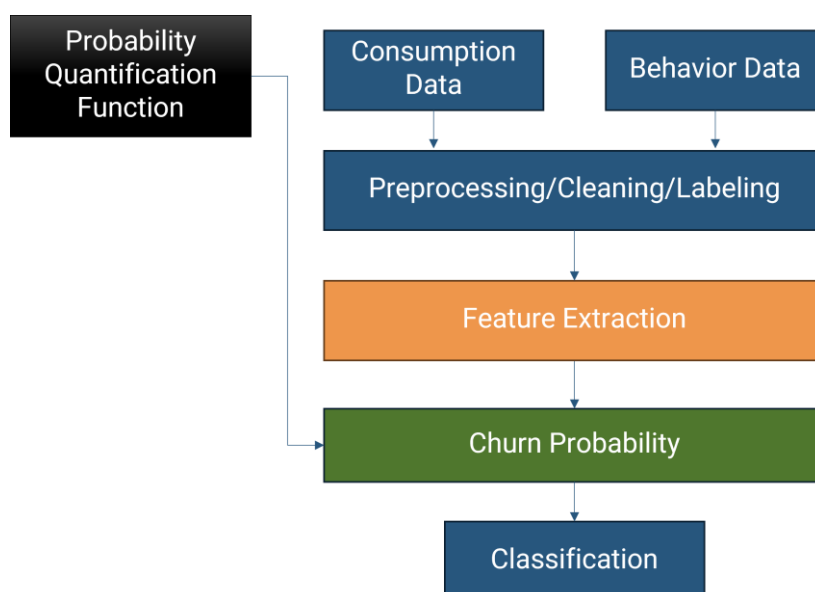 Probability
Quantification
Function
Consumption
Data
Behavior Data
Preprocessing/Cleaning/Labeling
Feature Extraction
Churn Probability
Classification